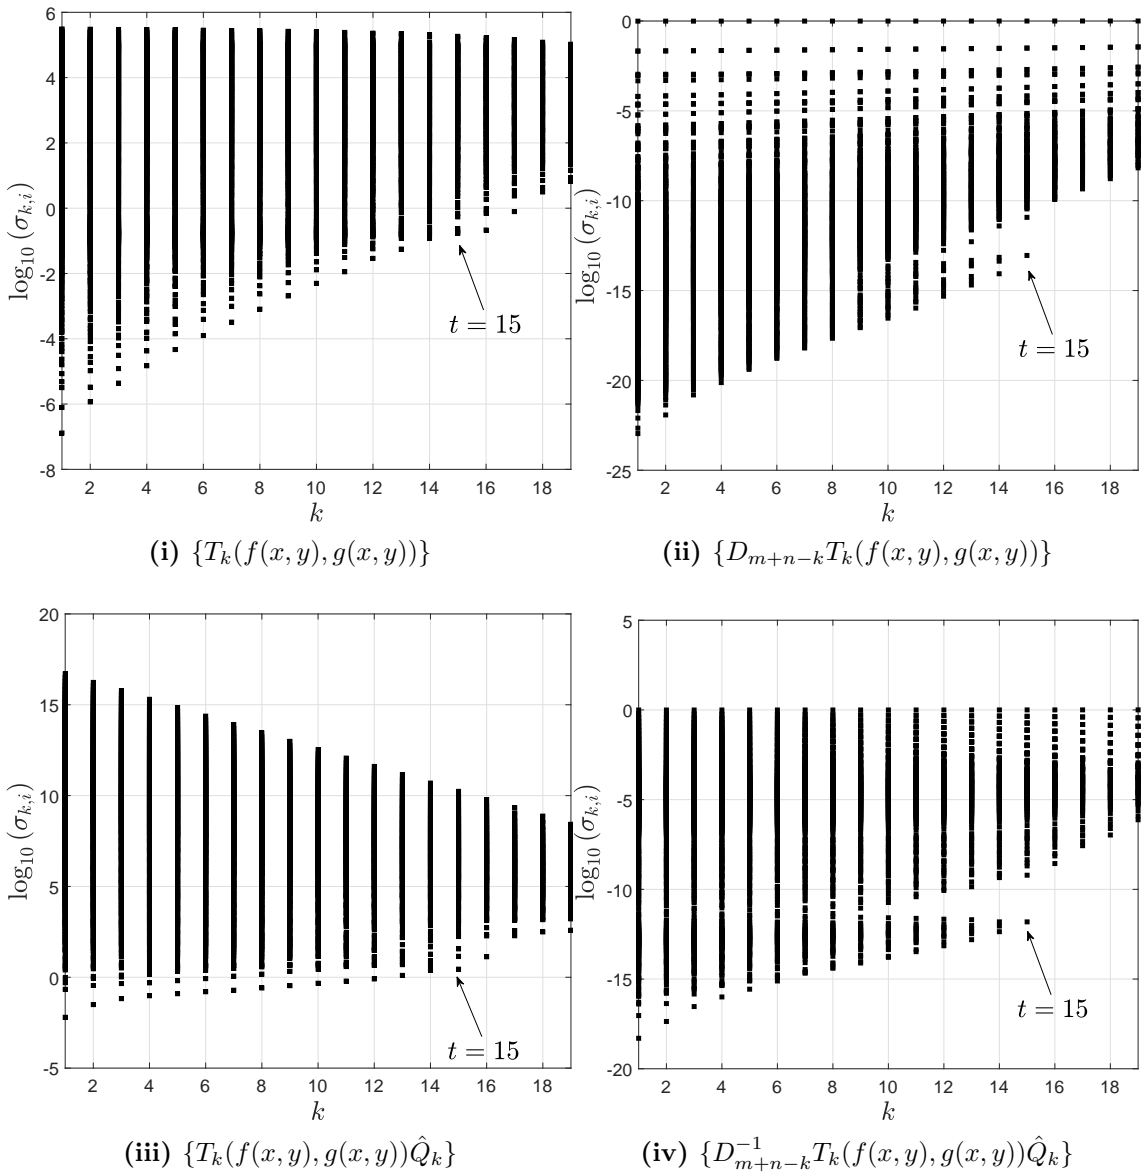 6
4
2
0
-2
-4
-6
-8
log₁₀(σₖ,ᵢ)
t = 15
2 4 6 8 10 12 14 16 18
k
(i) {Tₖ(f(x, y), g(x, y))}
0
-5
-10
-15
-20
-25
log₁₀(σₖ,ᵢ)
t = 15
2 4 6 8 10 12 14 16 18
k
(ii) {Dₘ₊ₙ₋ₖTₖ(f(x, y), g(x, y))}
20
15
10
5
0
-5
log₁₀(σₖ,ᵢ)
t = 15
2 4 6 8 10 12 14 16 18
k
(iii) {Tₖ(f(x, y), g(x, y))Q̂ₖ}
5
0
-5
-10
-15
-20
log₁₀(σₖ,ᵢ)
t = 15
2 4 6 8 10 12 14 16 18
k
(iv) {D⁻¹ₘ₊ₙ₋ₖTₖ(f(x, y), g(x, y))Q̂ₖ}